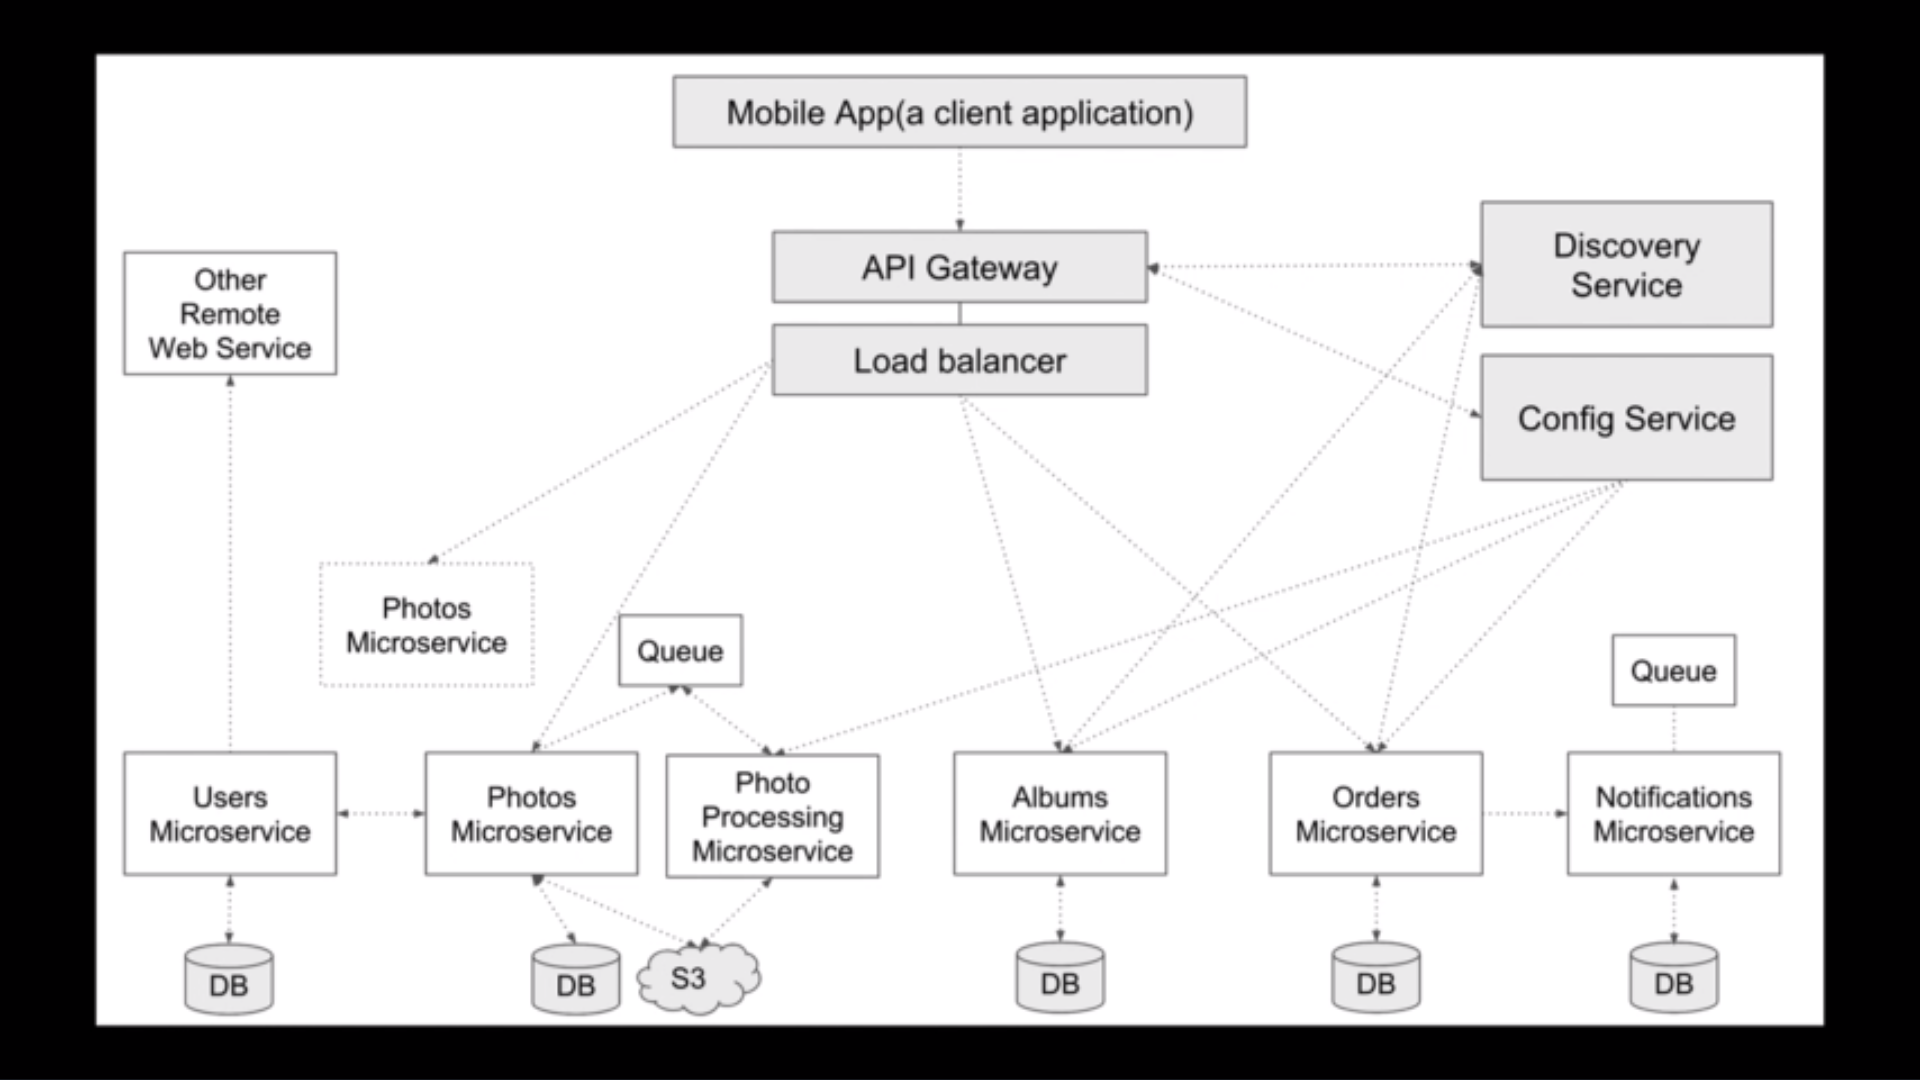 Mobile App(a client application)
API Gateway
Load balancer
Discovery
Service
Config Service
Other
Remote
Web Service
Photos
Microservice
Queue
Queue
Users
Microservice
Photos
Microservice
Photo
Processing
Microservice
Albums
Microservice
Orders
Microservice
Notifications
Microservice
DB
DB
S3
DB
DB
DB